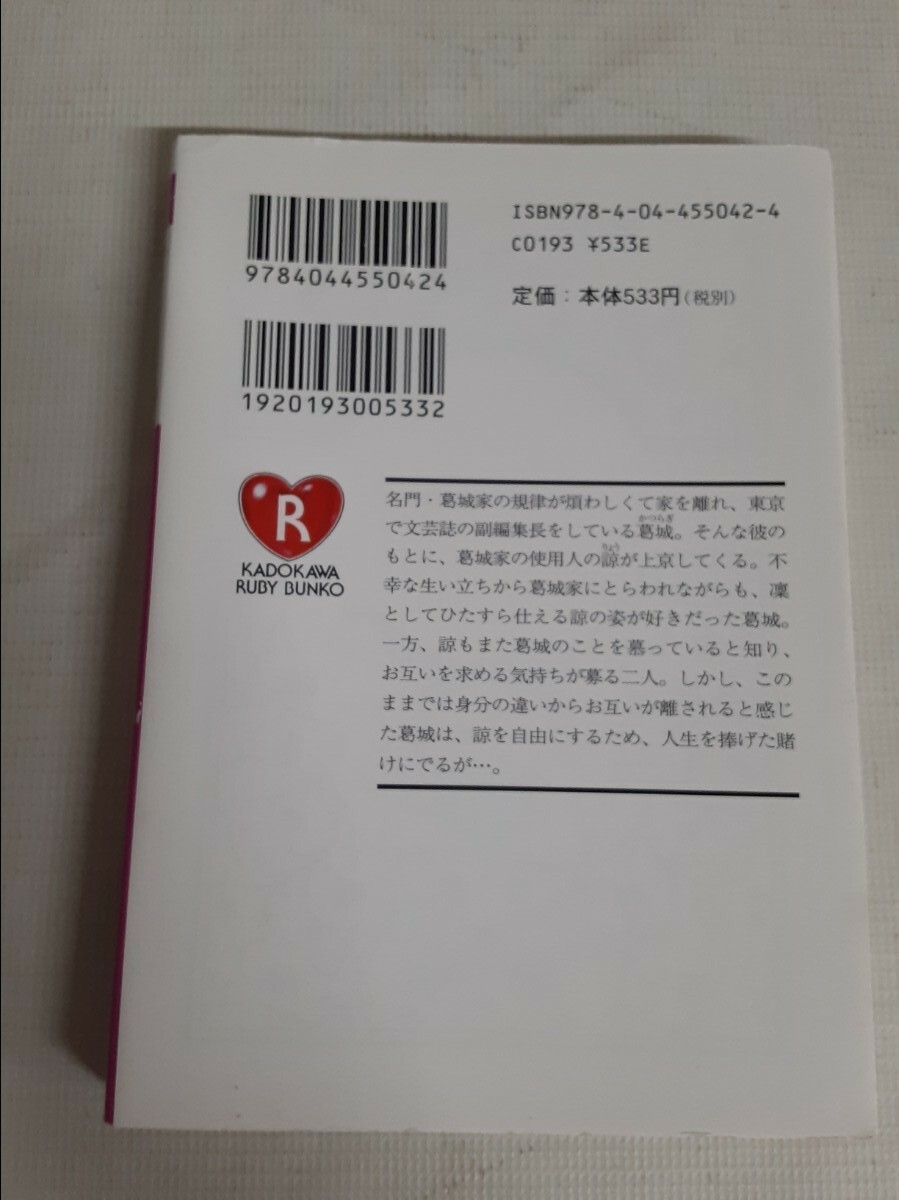 9784044550424
ISBN978-4-04-455042-4
C0193 ¥533E
定価：本体533円(税別)
1920193005332
R
KADOKAWA
RUBY BUNKO
名門・葛城家の規律が煩わしくて家を離れ、東京
かつらぎ
で文芸誌の副編集長をしている葛城。そんな彼の
りょう
もとに、葛城家の使用人の諒が上京してくる。不
幸な生い立ちから葛城家にとらわれながらも、凜
としてひたすら仕える諒の姿が好きだった葛城。
一方、諒もまた葛城のことを慕っていると知り、
お互いを求める気持ちが募る二人。しかし、この
ままでは身分の違いからお互いが離されると感じ
た葛城は、諒を自由にするため、人生を捧げた賭
けにでるが…。